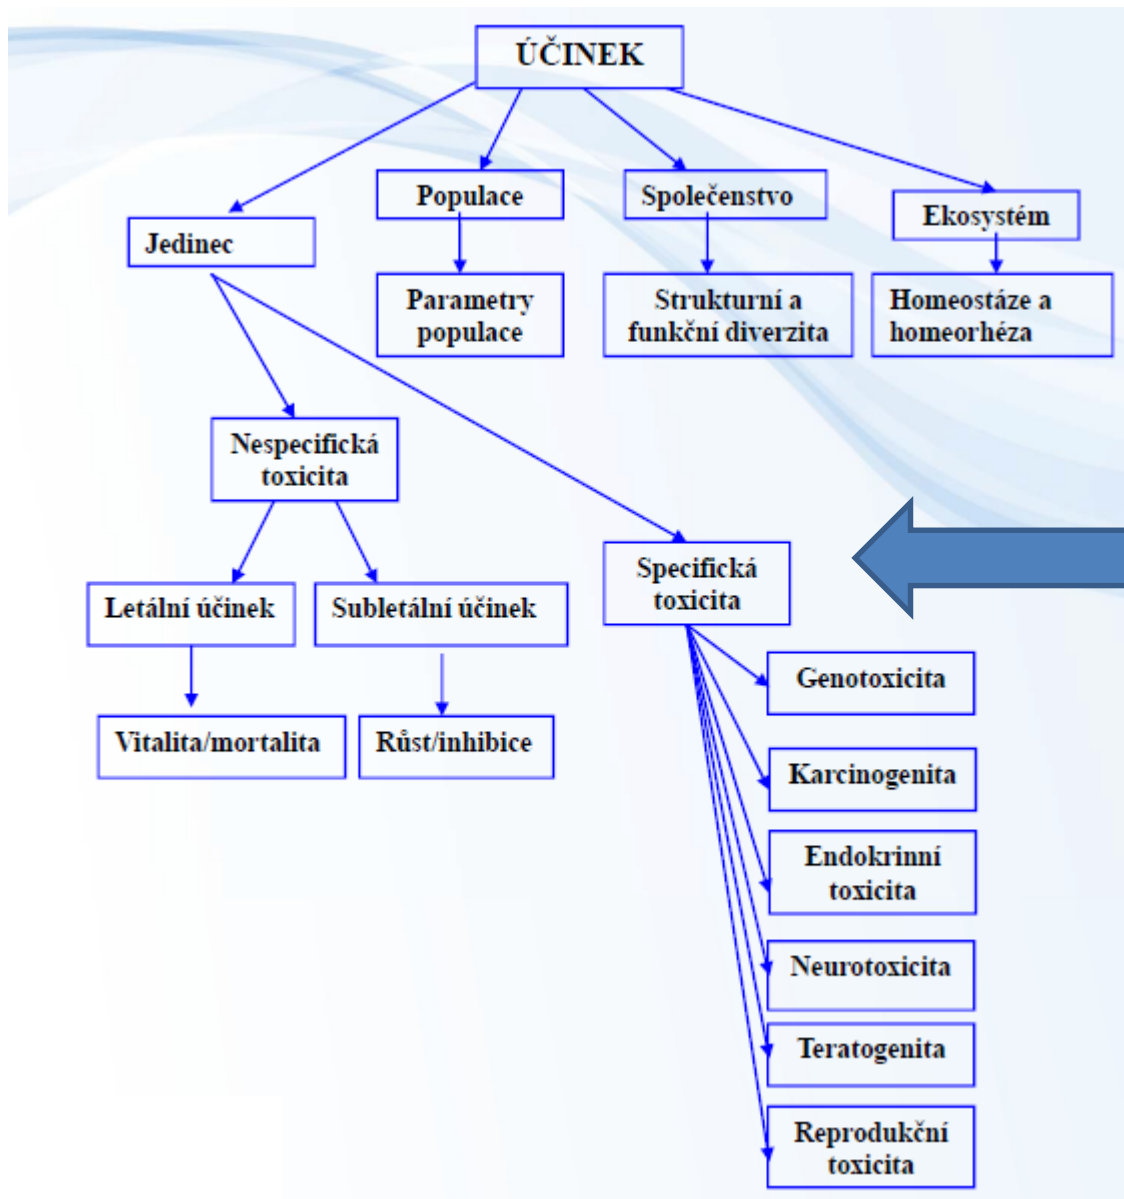 ÚČINEK
Populace
Společenstvo
Ekosystém
Jedinec
Parametry
populace
Strukturní a
funkční diverzita
Homeostáze a
homeorhéza
Nespecifická
toxicita
Specifická
toxicita
Letální účinek
Subletální účinek
Vitalita/mortalita
Růst/inhibice
Genotoxicita
Karcinogenita
Endokrinní
toxicita
Neurotoxicita
Teratogenita
Reprodukční
toxicita